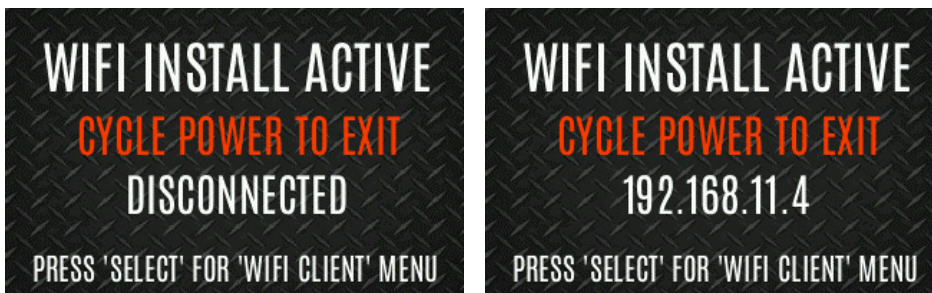 WIFI INSTALL ACTIVE
CYCLE POWER TO EXIT
DISCONNECTED
PRESS 'SELECT' FOR 'WIFI CLIENT' MENU
WIFI INSTALL ACTIVE
CYCLE POWER TO EXIT
192.168.11.4
PRESS 'SELECT' FOR 'WIFI CLIENT' MENU